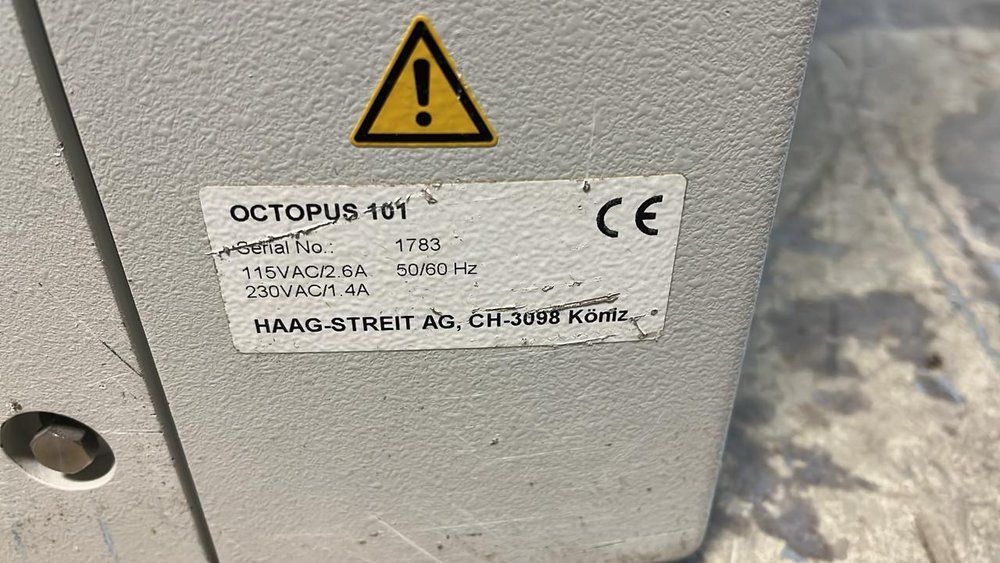 OCTOPUS 101
CE
Serial No.: 1783
115VAC/2.6A 50/60 Hz
230VAC/1.4A
HAAG-STREIT AG, CH-3098 Köniz